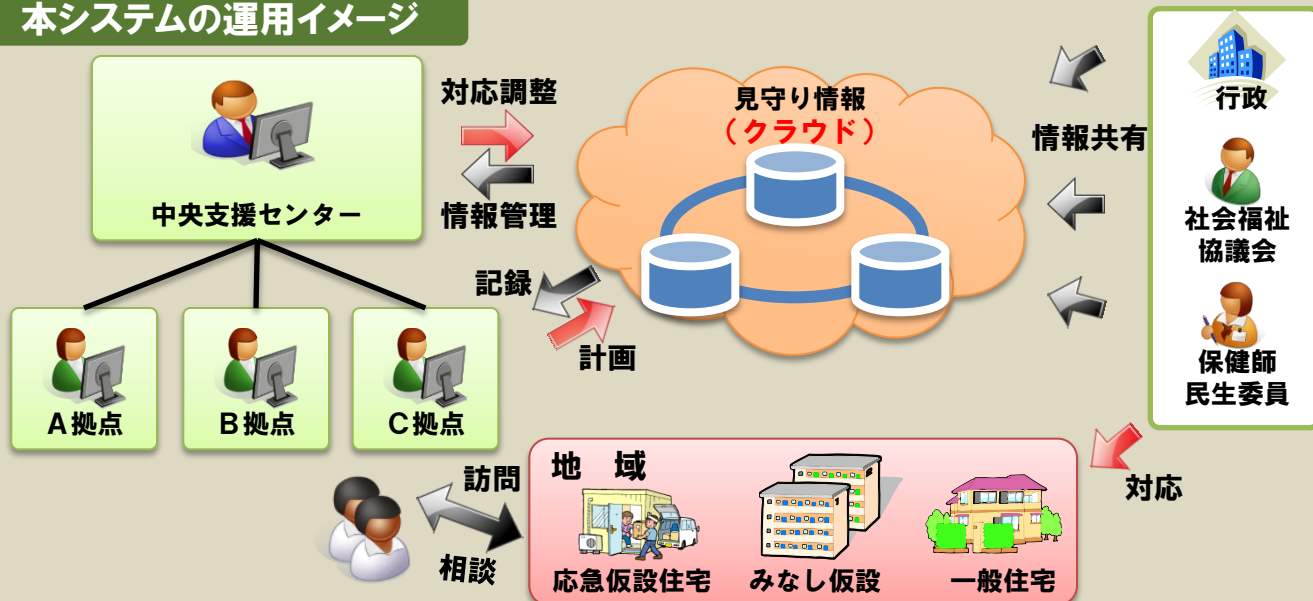 本システムの運用イメージ
中央支援センター
対応調整
情報管理
見守り情報
（クラウド）
情報共有
行政
社会福祉
協議会
保健師
民生委員
記録
計画
A拠点
B拠点
C拠点
訪問
相談
地　域
応急仮設住宅
みなし仮設
一般住宅
対応